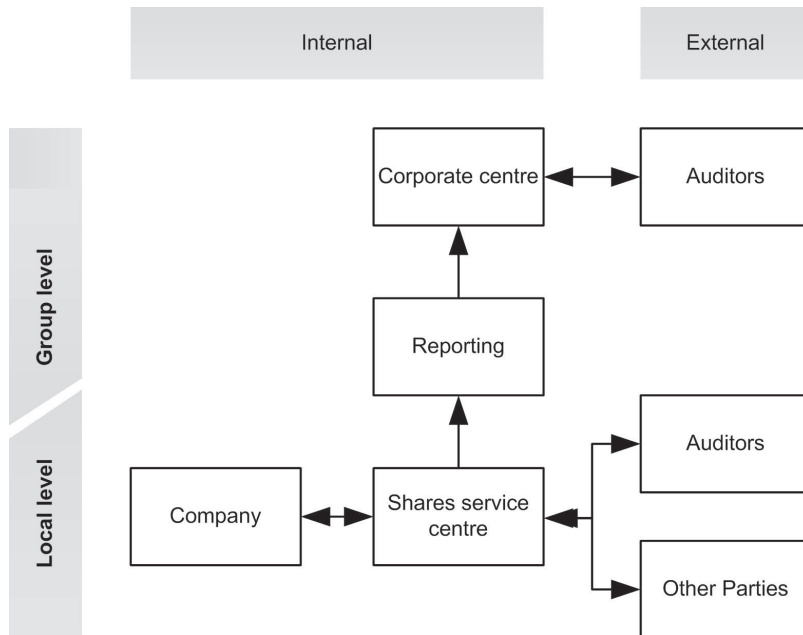 Internal
External
Group level
Local level
Corporate centre
Auditors
Reporting
Auditors
Company
Shares service
centre
Other Parties